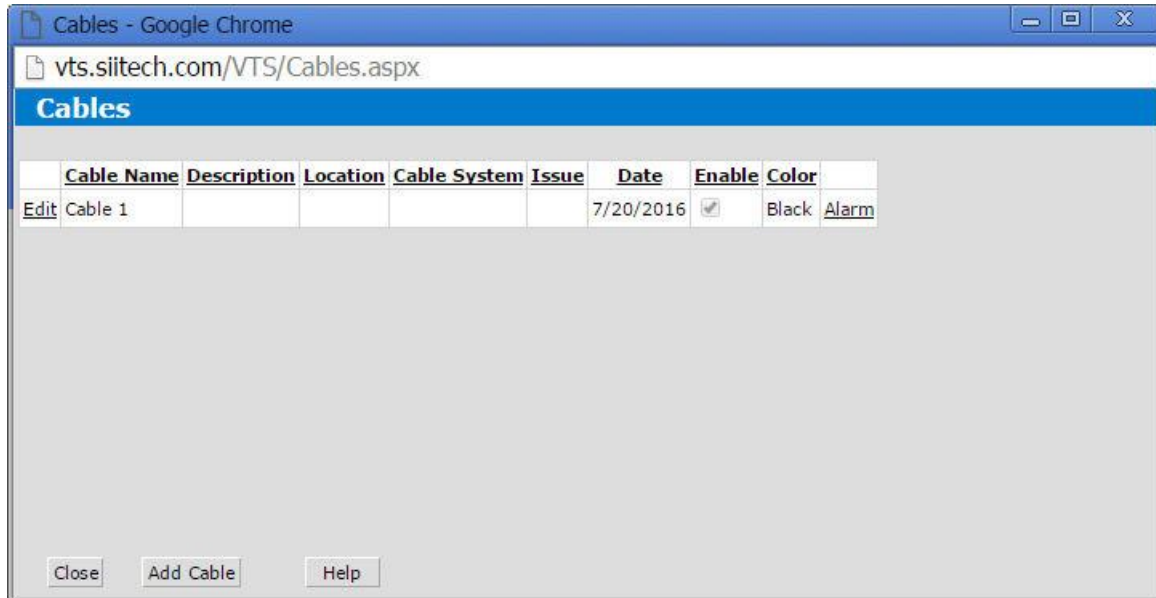 Cables - Google Chrome
vts.siitech.com/VTS/Cables.aspx
Cables
Cable Name Description Location Cable System Issue Date Enable Color
Edit Cable 1 7/20/2016 Black Alarm
Close Add Cable Help